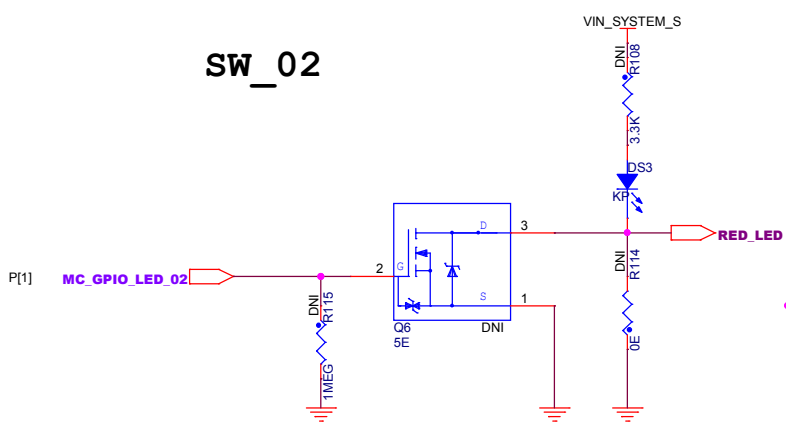 VIN_SYSTEM_S
SW_02
DNI
R108
3.3K
DS3
KP
D
3
RED_LED
P[1]
MC_GPIO_LED_02
2
G
S
1
DNI
R114
0E
DNI
R115
1MEG
Q6
5E
DNI